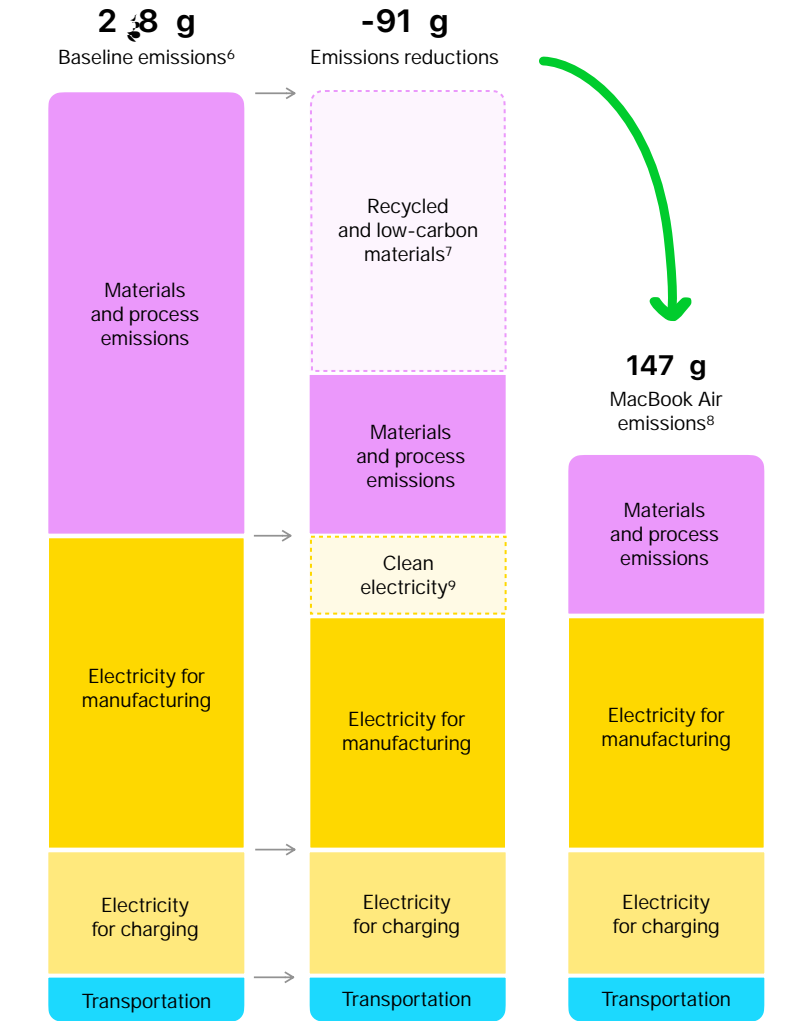 g
Baseline emissions⁶
-91 g
Emissions reductions
Materials
and process
emissions
Electricity for
manufacturing
Electricity
for charging
Transportation
Recycled
and low-carbon
materials⁷
Materials
and process
emissions
Clean
electricity⁹
Electricity for
manufacturing
Electricity
for charging
Transportation
147 g
MacBook Air
emissions⁸
Materials
and process
emissions
Electricity for
manufacturing
Electricity
for charging
Transportation